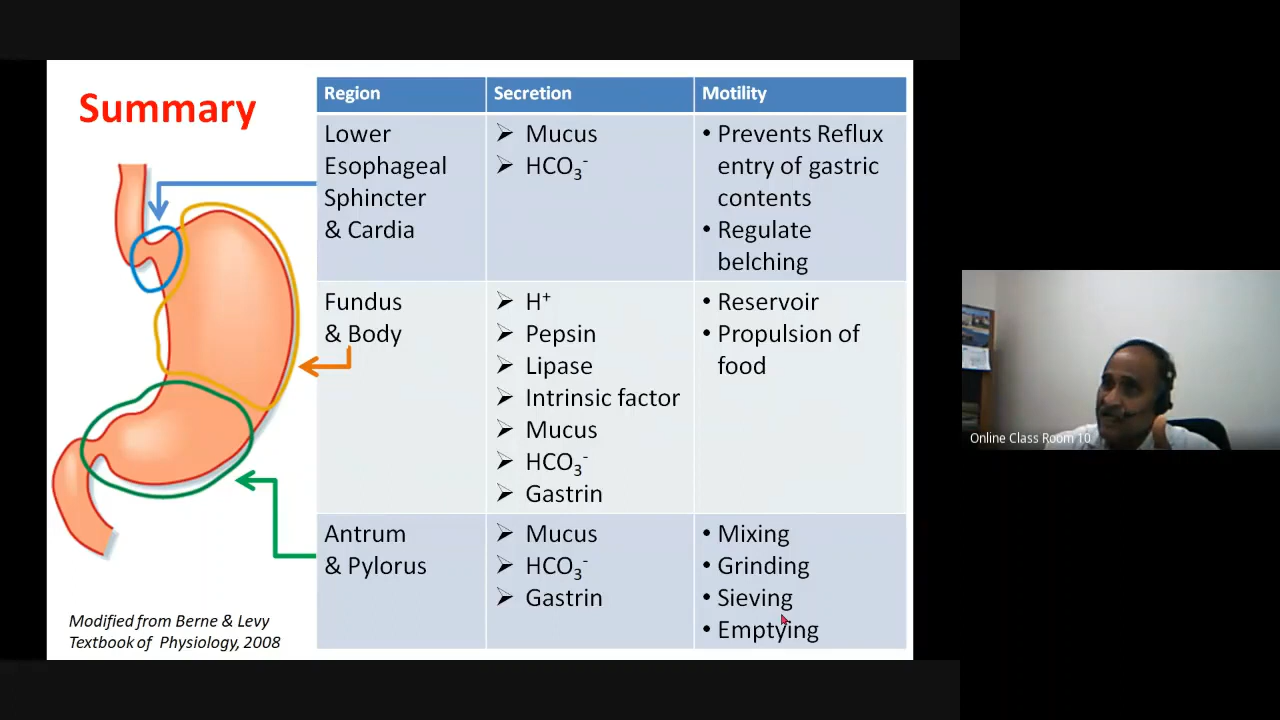 Summary
Region
Secretion
Motility
Lower
Esophageal
Sphincter
& Cardia
➢ Mucus
➢ HCO₃⁻
• Prevents Reflux
entry of gastric
contents
• Regulate
belching
Fundus
& Body
➢ H⁺
➢ Pepsin
➢ Lipase
➢ Intrinsic factor
➢ Mucus
➢ HCO₃⁻
➢ Gastrin
• Reservoir
• Propulsion of
food
Antrum
& Pylorus
➢ Mucus
➢ HCO₃⁻
➢ Gastrin
• Mixing
• Grinding
• Sieving
• Emptying
Modified from Berne & Levy
Textbook of Physiology, 2008
Online Class Room 10